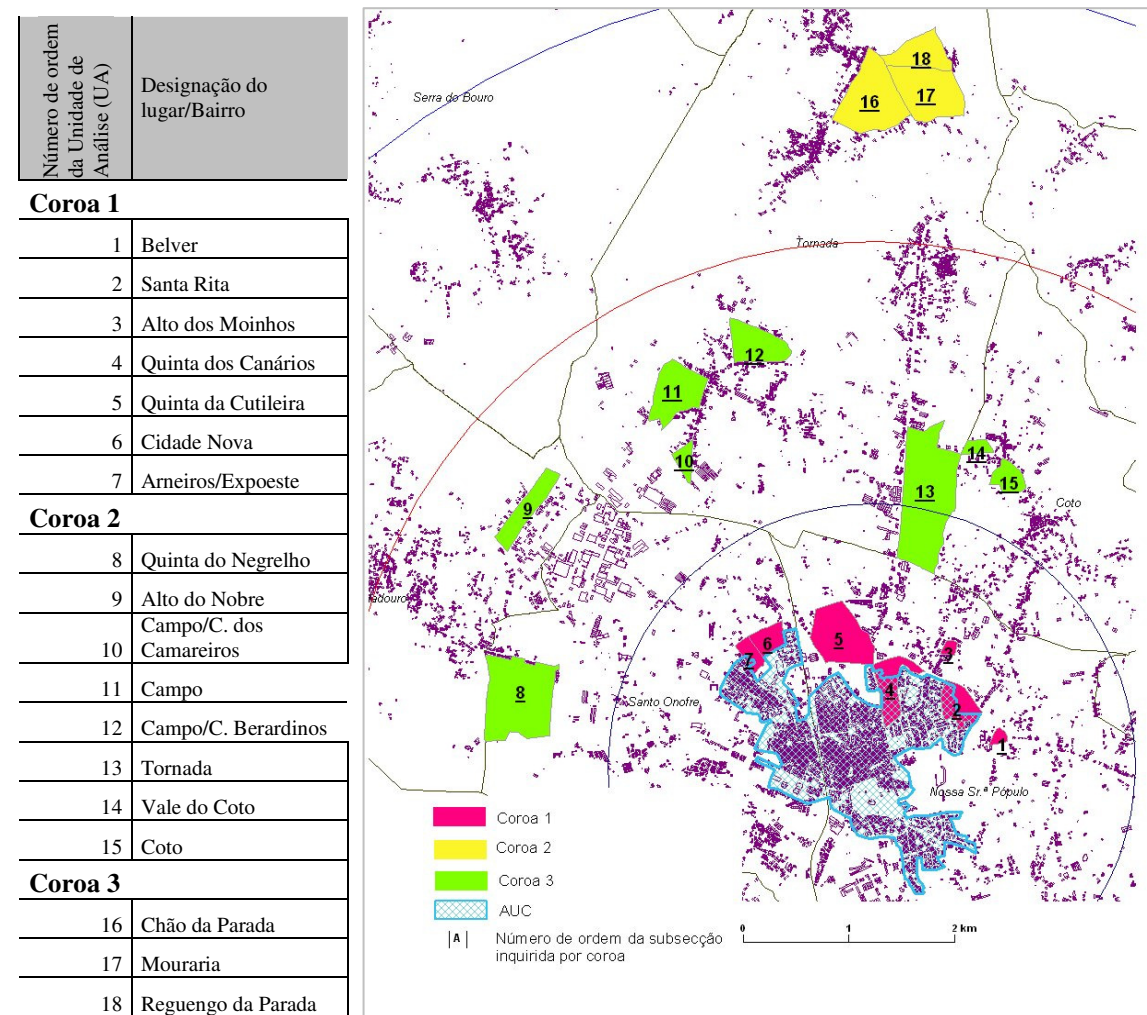 Número de ordem
da Unidade de
Análise (UA)
Designação do
lugar/Bairro
Coroa 1
1 Belver
2 Santa Rita
3 Alto dos Moinhos
4 Quinta dos Canários
5 Quinta da Cutileira
6 Cidade Nova
7 Arneiros/Expoeste
Coroa 2
8 Quinta do Negrelho
9 Alto do Nobre
Campo/C. dos
10 Camareiros
11 Campo
12 Campo/C. Berardinos
13 Tornada
14 Vale do Coto
15 Coto
Coroa 3
16 Chão da Parada
17 Mouraria
18 Reguengo da Parada
18
Serra do Bouro
16
17
Tornada
12
11
10
14
15
13
9
Coto
adouro
5
6
3
7
8
4
Santo Onofre
2
1
Nossa Sr.ª Pópulo
Coroa 1
Coroa 2
Coroa 3
AUC
|A| Número de ordem da subsecção
inquirida por coroa
0 1 2 km